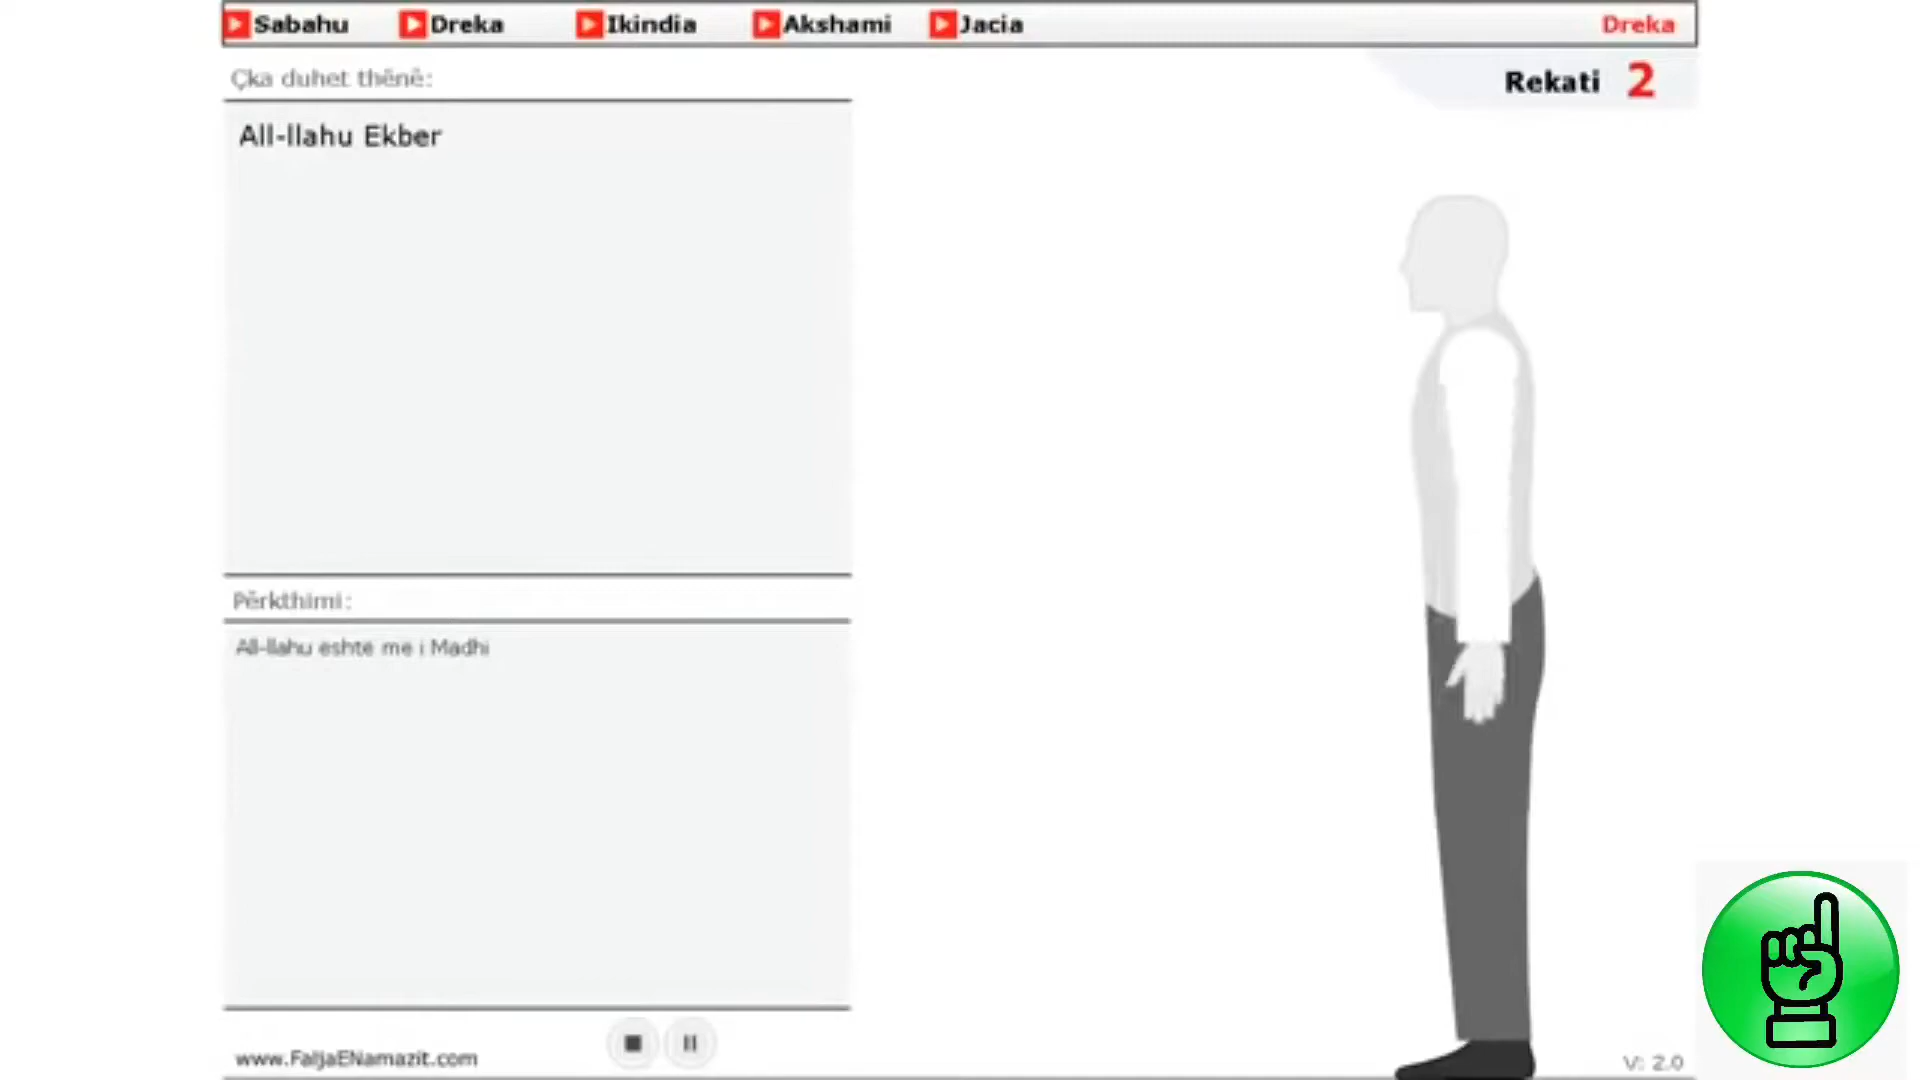 Sabahu Dreka Ikindia Akshami Jacia Dreka
Çka duhet thënë:
Rekati 2
All-llahu Ekber
Përkthimi:
All-llahu eshte me i Madhi
www.FaljaENamazit.com
V: 2.0